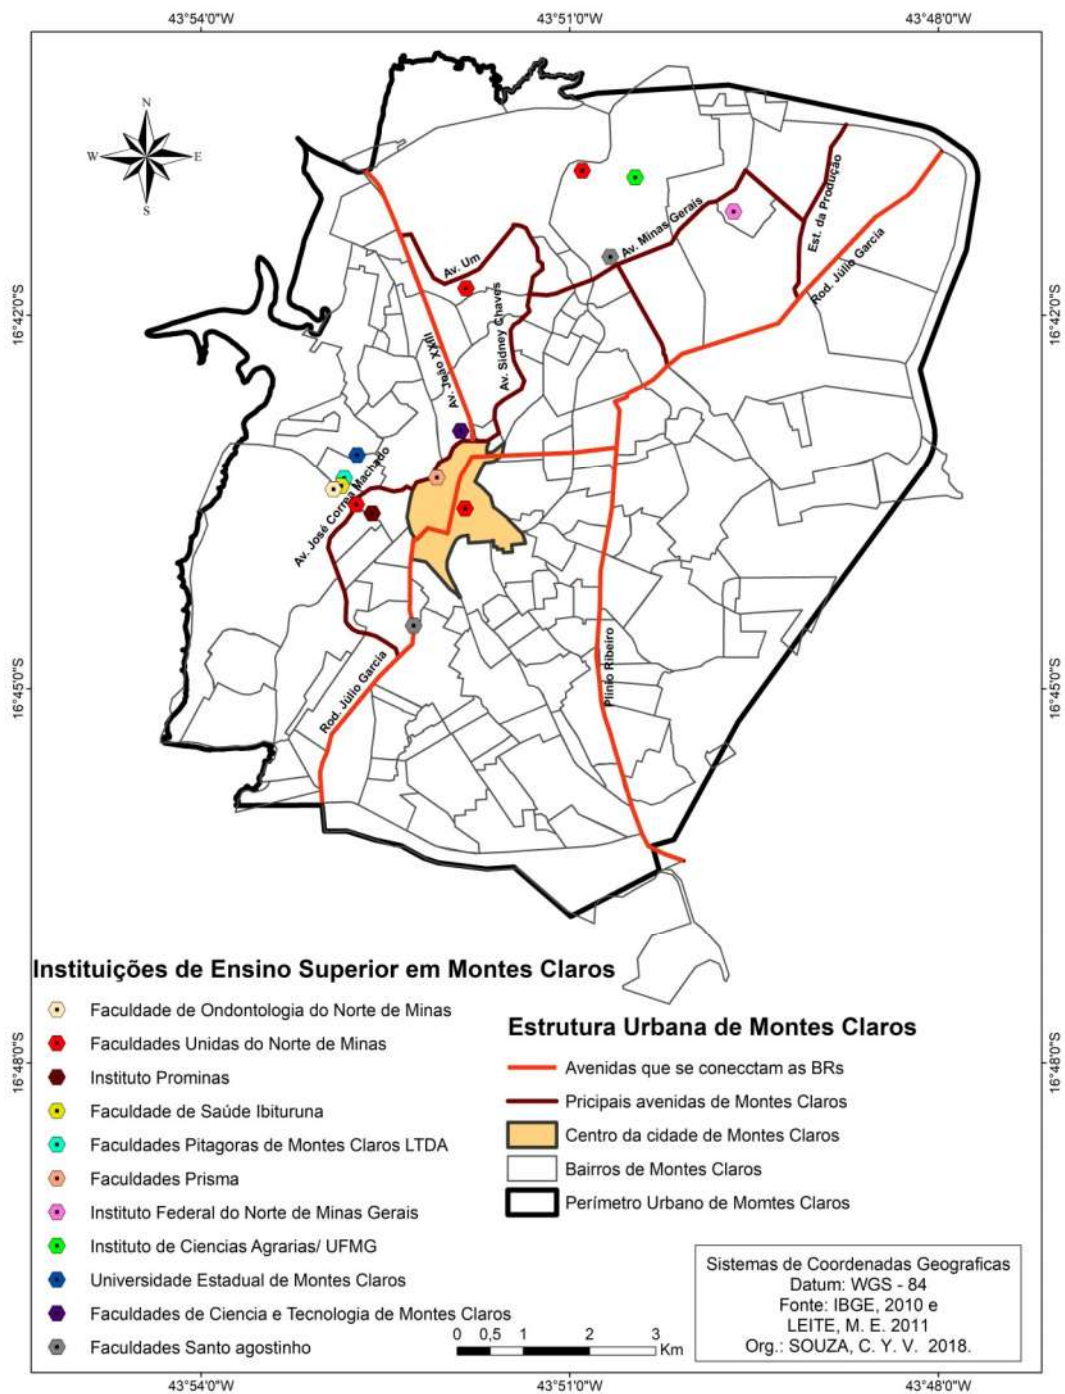 43°54'0"W 43°51'0"W 43°48'0"W
N
W E
S
Est. da Produção
Av. Minas Gerais
Rod. Júlio Garcia
Av. Um
16°42'0"S 16°42'0"S
Av. Sidney Chaves
Av. João XXIII
Av. José Correa Machado
Plinio Ribeiro
16°45'0"S 16°45'0"S
Rod. Júlio Garcia
Instituições de Ensino Superior em Montes Claros
Faculdade de Ondontologia do Norte de Minas
Faculdades Unidas do Norte de Minas
Instituto Prominas
Faculdade de Saúde Ibituruna
Faculdades Pitagoras de Montes Claros LTDA
Faculdades Prisma
Instituto Federal do Norte de Minas Gerais
Instituto de Ciencias Agrarias/ UFMG
Universidade Estadual de Montes Claros
Faculdades de Ciencia e Tecnologia de Montes Claros
Faculdades Santo agostinho
Estrutura Urbana de Montes Claros
Avenidas que se conecctam as BRs
Pricipais avenidas de Montes Claros
Centro da cidade de Montes Claros
Bairros de Montes Claros
Perímetro Urbano de Momtes Claros
16°48'0"S 16°48'0"S
0 0,5 1 2 3
Km
Sistemas de Coordenadas Geograficas
Datum: WGS - 84
Fonte: IBGE, 2010 e
LEITE, M. E. 2011
Org.: SOUZA, C. Y. V. 2018.
43°54'0"W 43°51'0"W 43°48'0"W